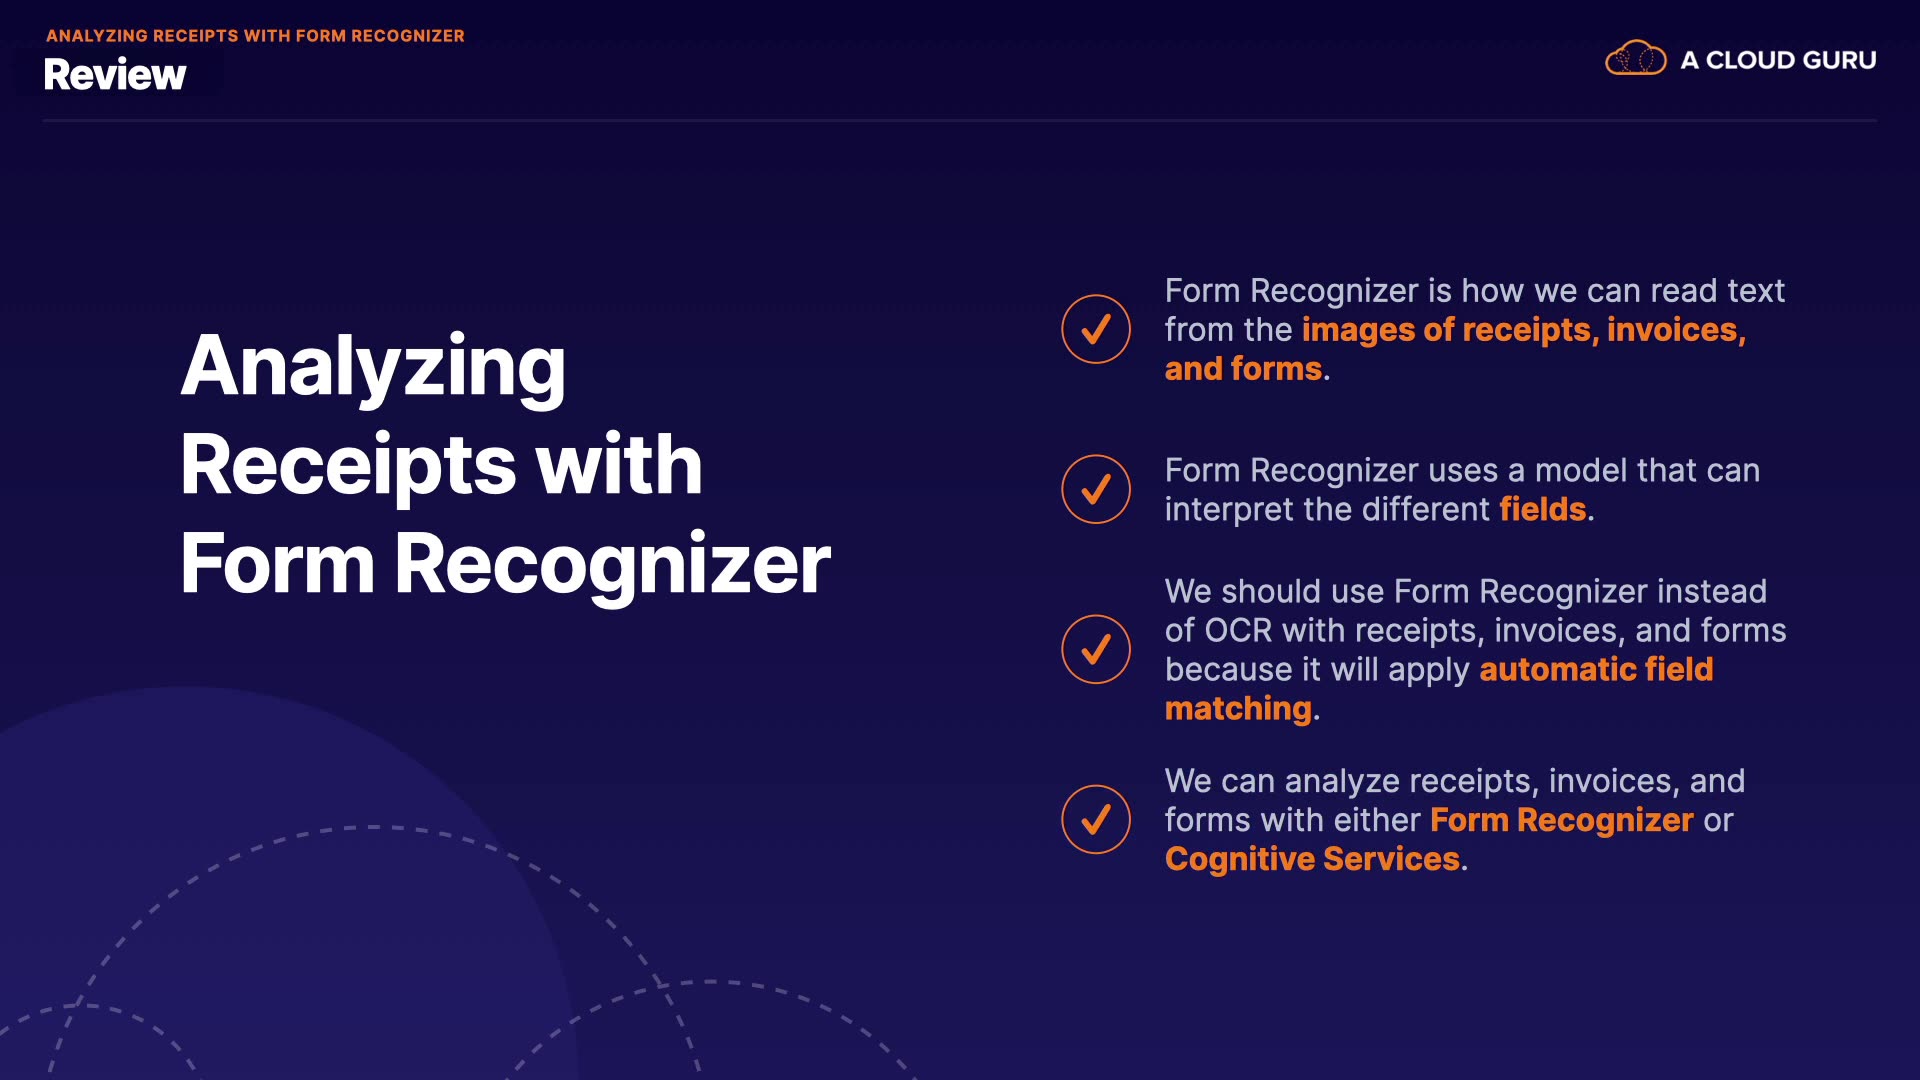 ANALYZING RECEIPTS WITH FORM RECOGNIZER
Review
A CLOUD GURU
Analyzing
Receipts with
Form Recognizer
Form Recognizer is how we can read text
from the images of receipts, invoices,
and forms.
Form Recognizer uses a model that can
interpret the different fields.
We should use Form Recognizer instead
of OCR with receipts, invoices, and forms
because it will apply automatic field
matching.
We can analyze receipts, invoices, and
forms with either Form Recognizer or
Cognitive Services.